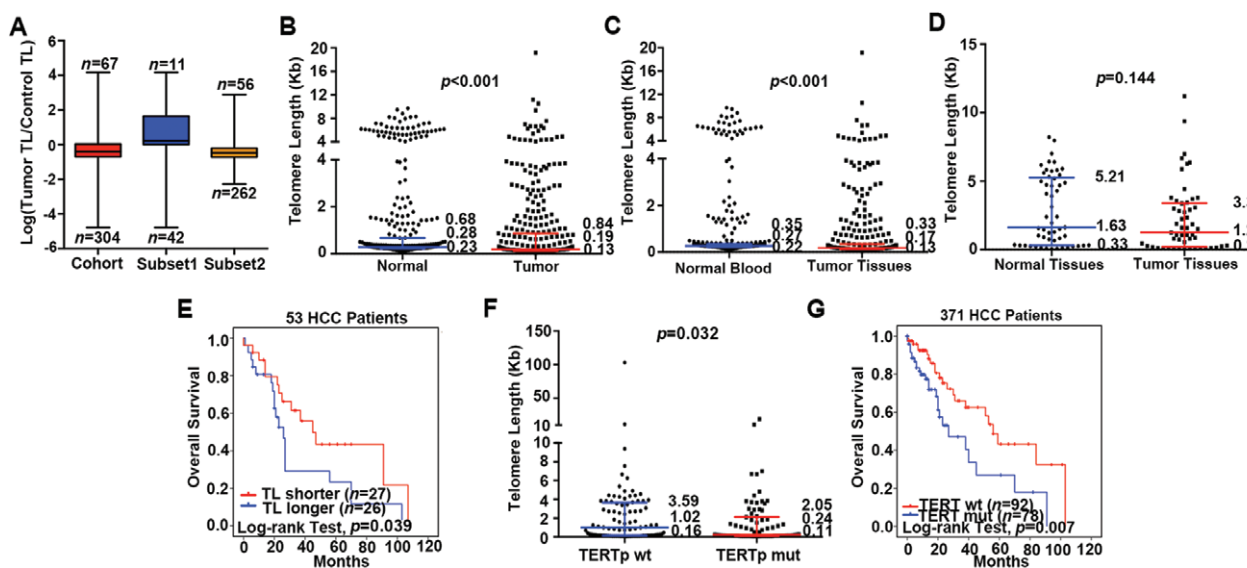 A
Log(Tumor TL/Control TL)
6
4
2
0
-2
-4
-6
n=67
n=11
n=56
n=304
n=42
n=262
Cohort
Subset1
Subset2
B
Telomere Length (Kb)
20
16
12
8
4
4
2
0
p<0.001
0.68
0.28
0.23
0.84
0.19
0.13
Normal
Tumor
C
Telomere Length (Kb)
20
16
12
8
4
4
2
0
p<0.001
0.35
0.27
0.22
0.33
0.17
0.13
Normal Blood
Tumor Tissues
D
Telomere Length (Kb)
15
10
5
0
p=0.144
5.21
1.63
0.33
Normal Tissues
Tumor Tissues
E
53 HCC Patients
Overall Survival
1.0
0.8
0.6
0.4
0.2
0.0
TL shorter (n=27)
TL longer (n=26)
Log-rank Test, p=0.039
0 20 40 60 80 100 120
Months
F
Telomere Length (Kb)
150
100
50
10
10
8
6
4
2
0
p=0.032
3.59
1.02
0.16
2.05
0.24
0.11
TERTp wt
TERTp mut
G
371 HCC Patients
Overall Survival
1.0
0.8
0.6
0.4
0.2
0.0
TERT wt (n=92)
TERT mut (n=78)
Log-rank Test, p=0.007
0 20 40 60 80 100 120
Months